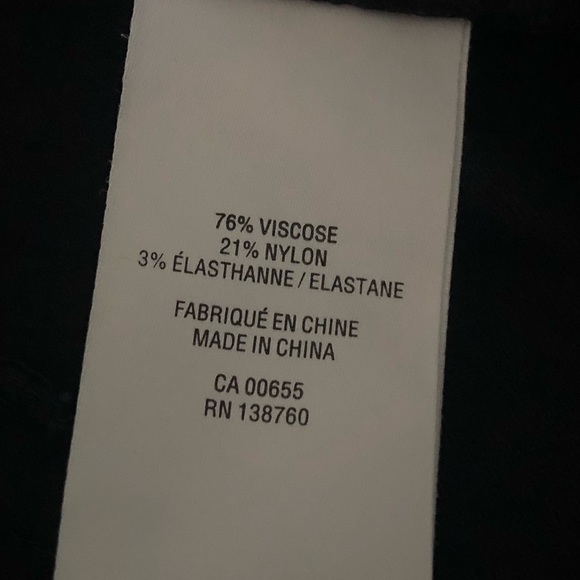 76% VISCOSE
21% NYLON
3% ÉLASTHANNE / ELASTANE
FABRIQUÉ EN CHINE
MADE IN CHINA
CA 00655
RN 138760